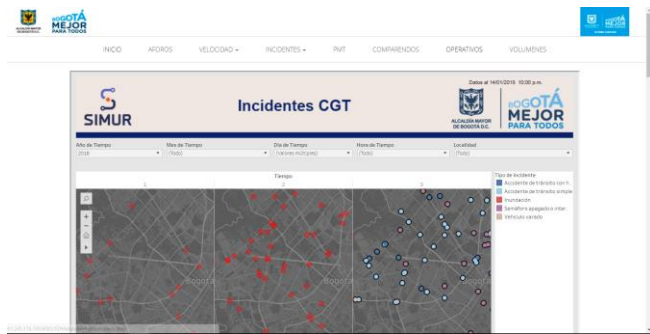 BOGOTÁ
MEJOR
PARA TODOS
INICIO AFOROS VELOCIDAD INCIDENTES PMT COMPARENDOS OPERATIVOS VOLUMENES
Datos al 14/01/2016 10:00 p.m.
SIMUR
Incidentes CGT
ALCALDÍA MAYOR
DE BOGOTÁ D.C.
BOGOTÁ
MEJOR
PARA TODOS
Año de Tiempo Mes de Tiempo Día de Tiempo Hora de Tiempo Localidad
2016 (Todo) (Valores múltiples) (Todo) (Todo)
Tiempo
1 2 3
Tipo de Incidente
Accidente de tránsito con h..
Accidente de tránsito simple
Inundación
Semáforo apagado o inter..
Vehículo varado
Bogotá Bogotá Bogotá